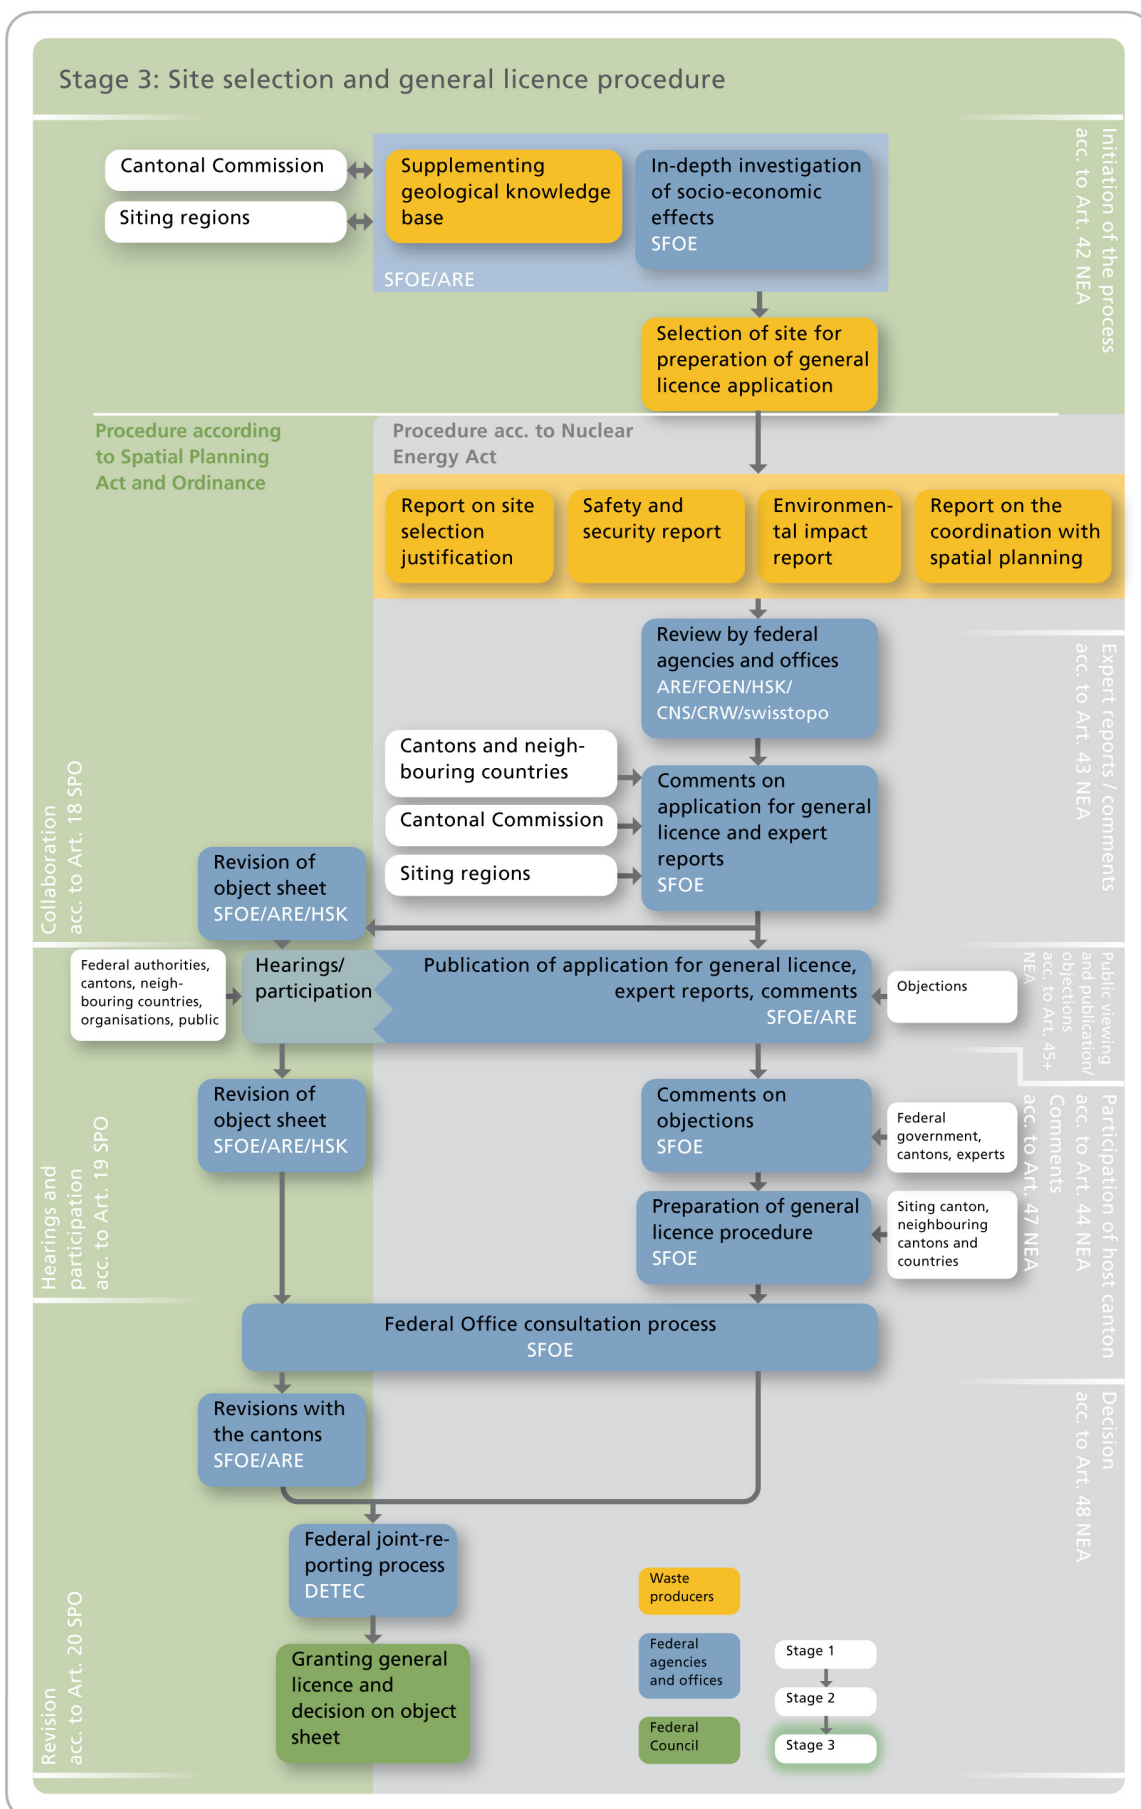 Stage 3: Site selection and general licence procedure
Initiation of the process
acc. to Art. 42 NEA
Cantonal Commission
Siting regions
Supplementing
geological knowledge
base
In-depth investigation
of socio-economic
effects
SFOE
SFOE/ARE
Selection of site for
preperation of general
licence application
Procedure according
to Spatial Planning
Act and Ordinance
Procedure acc. to Nuclear
Energy Act
Report on site
selection
justification
Safety and
security report
Environmen-
tal impact
report
Report on the
coordination with
spatial planning
Review by federal
agencies and offices
ARE/FOEN/HSK/
CNS/CRW/swisstopo
Expert reports / comments
acc. to Art. 43 NEA
Cantons and neigh-
bouring countries
Cantonal Commission
Siting regions
Comments on
application for general
licence and expert
reports
SFOE
Collaboration
acc. to Art. 18 SPO
Revision of
object sheet
SFOE/ARE/HSK
Federal authorities,
cantons, neigh-
bouring countries,
organisations, public
Hearings/
participation
Publication of application for general licence,
expert reports, comments
SFOE/ARE
Objections
Public viewing
and publication/
objections
acc. to Art. 45+
NEA
Revision of
object sheet
SFOE/ARE/HSK
Comments on
objections
SFOE
Federal
government,
cantons, experts
Preparation of general
licence procedure
SFOE
Siting canton,
neighbouring
cantons and
countries
Participation of host canton
acc. to Art. 44 NEA
Comments
acc. to Art. 47 NEA
Hearings and
participation
acc. to Art. 19 SPO
Federal Office consultation process
SFOE
Revisions with
the cantons
SFOE/ARE
Decision
acc. to Art. 48 NEA
Federal joint-re-
porting process
DETEC
Granting general
licence and
decision on object
sheet
Revision
acc. to Art. 20 SPO
Waste
producers
Federal
agencies
and offices
Federal
Council
Stage 1
Stage 2
Stage 3